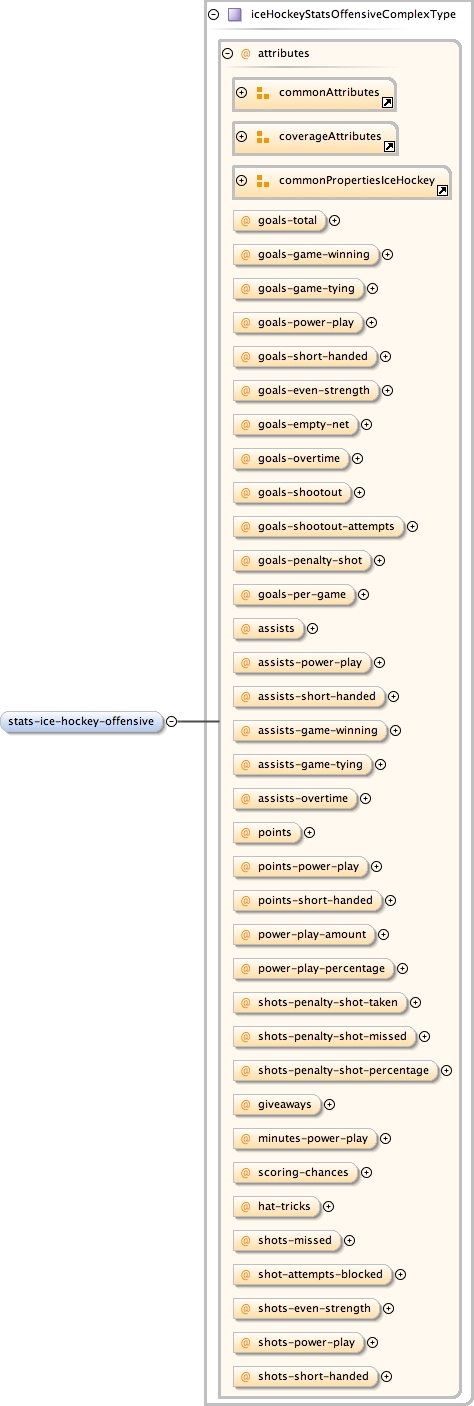 iceHockeyStatsOffensiveComplexType
@ attributes
commonAttributes
coverageAttributes
commonPropertiesIceHockey
@ goals-total
@ goals-game-winning
@ goals-game-tying
@ goals-power-play
@ goals-short-handed
@ goals-even-strength
@ goals-empty-net
@ goals-overtime
@ goals-shootout
@ goals-shootout-attempts
@ goals-penalty-shot
@ goals-per-game
@ assists
@ assists-power-play
@ assists-short-handed
stats-ice-hockey-offensive
@ assists-game-winning
@ assists-game-tying
@ assists-overtime
@ points
@ points-power-play
@ points-short-handed
@ power-play-amount
@ power-play-percentage
@ shots-penalty-shot-taken
@ shots-penalty-shot-missed
@ shots-penalty-shot-percentage
@ giveaways
@ minutes-power-play
@ scoring-chances
@ hat-tricks
@ shots-missed
@ shot-attempts-blocked
@ shots-even-strength
@ shots-power-play
@ shots-short-handed